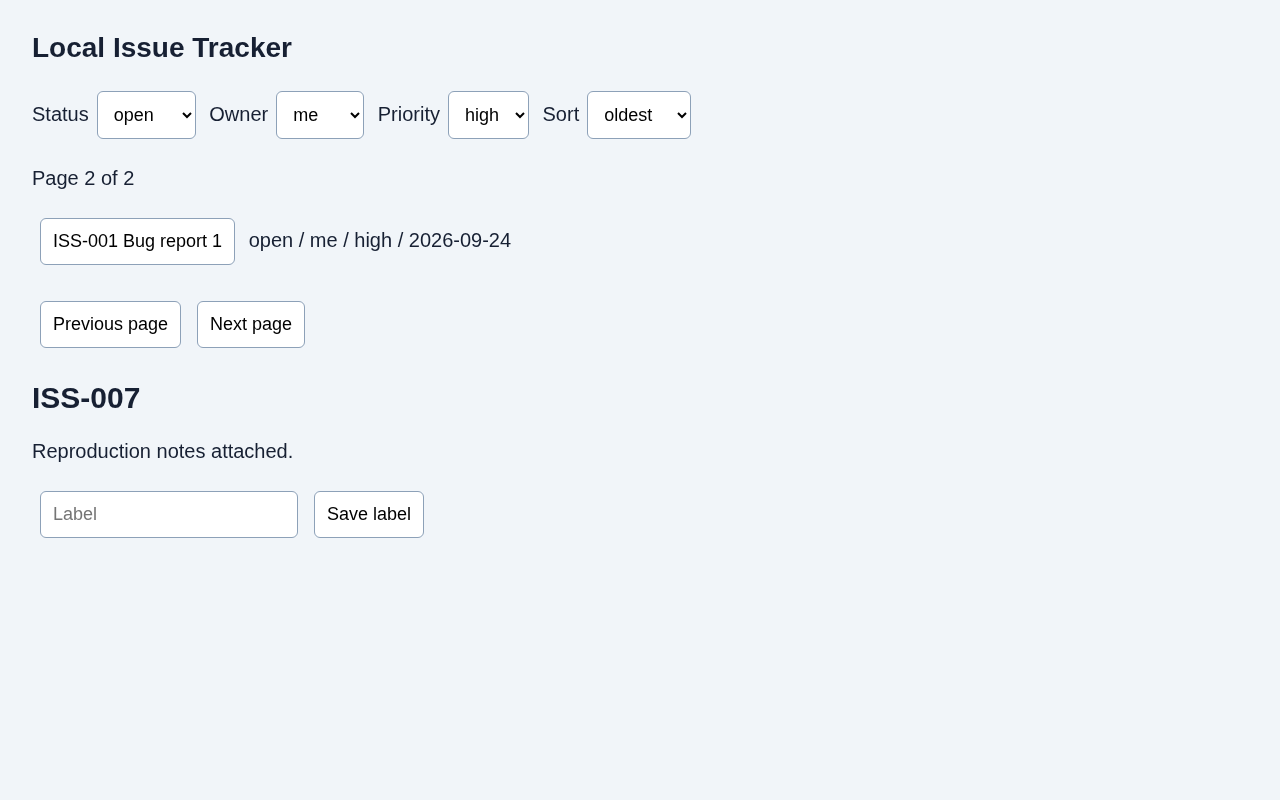 Local Issue Tracker
Status open Owner me Priority high Sort oldest
Page 2 of 2
ISS-001 Bug report 1 open / me / high / 2026-09-24
Previous page Next page
ISS-007
Reproduction notes attached.
Label Save label